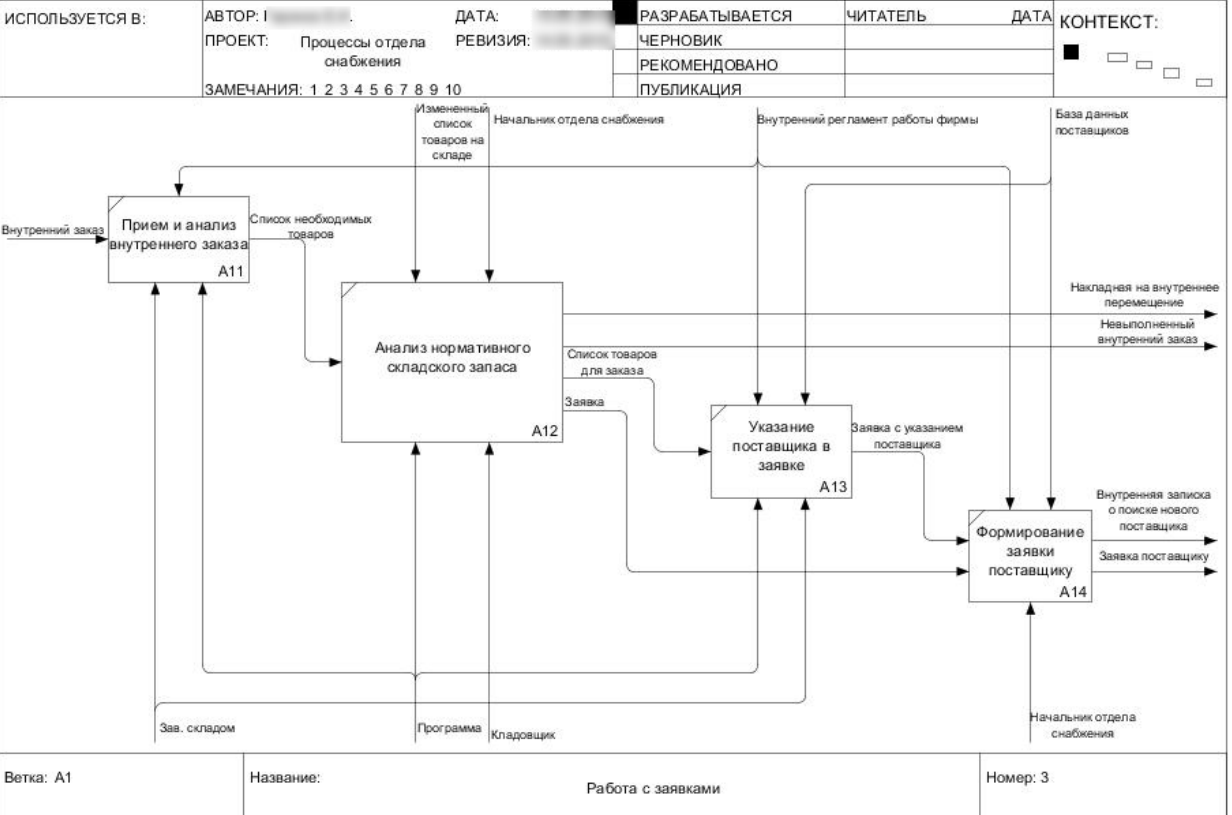 ИСПОЛЬЗУЕТСЯ В:
АВТОР:
ДАТА:
ПРОЕКТ: Процессы отдела
снабжения
РЕВИЗИЯ:
ЗАМЕЧАНИЯ: 1 2 3 4 5 6 7 8 9 10
РАЗРАБАТЫВАЕТСЯ
ЧЕРНОВИК
РЕКОМЕНДОВАНО
ПУБЛИКАЦИЯ
ЧИТАТЕЛЬ
ДАТА
КОНТЕКСТ:
Измененный
список
товаров на
складе
Начальник отдела снабжения
Внутренний регламент работы фирмы
База данных
поставщиков
Внутренний заказ
Прием и анализ
внутреннего заказа
А11
Список необходимых
товаров
Анализ нормативного
складского запаса
А12
Накладная на внутреннее
перемещение
Невыполненный
внутренний заказ
Список товаров
для заказа
Заявка
Указание
поставщика в
заявке
А13
Заявка с указанием
поставщика
Формирование
заявки
поставщику
А14
Внутренняя записка
о поиске нового
поставщика
Заявка поставщику
Зав. складом
Программа
Кладовщик
Начальник отдела
снабжения
Ветка: А1
Название:
Работа с заявками
Номер: 3